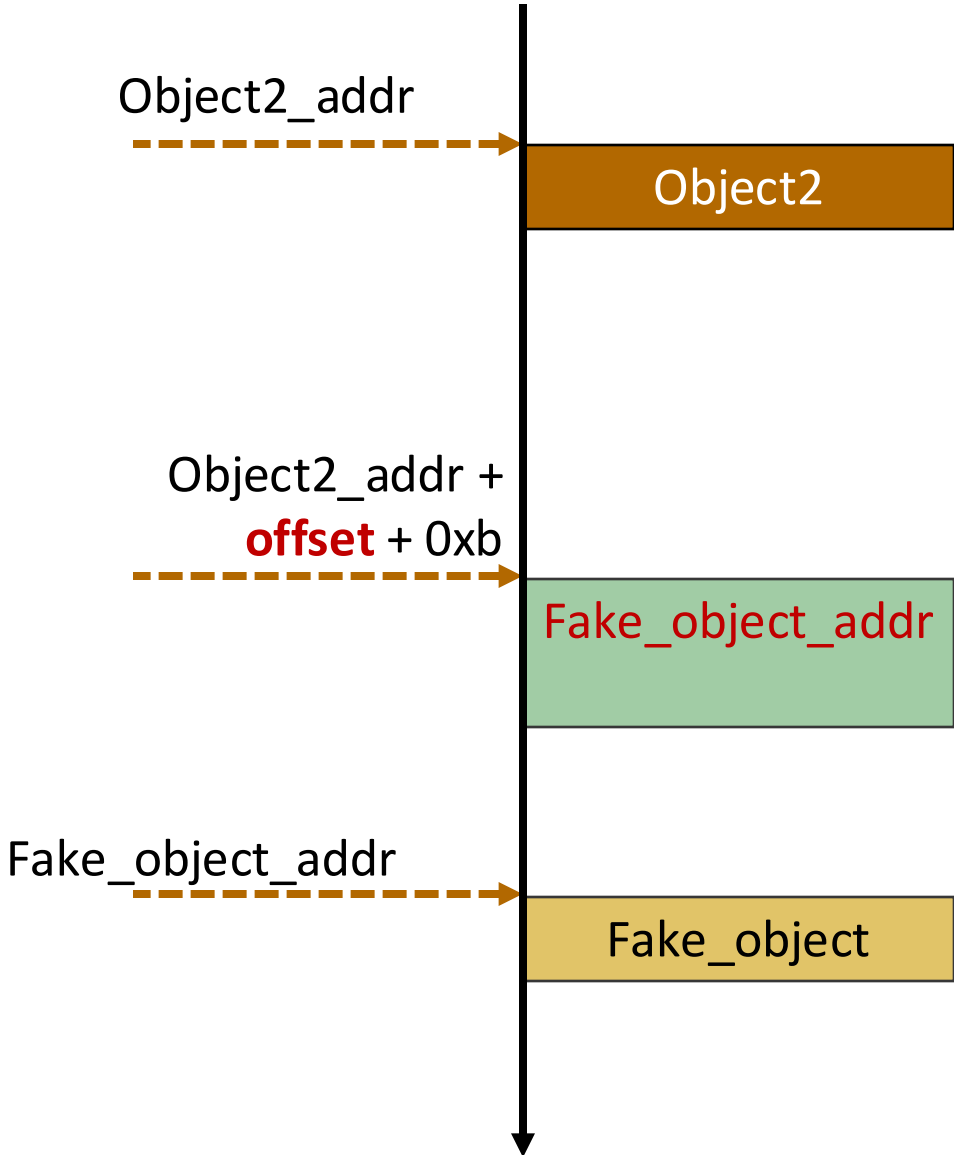 Object2_addr
Object2
Object2_addr +
offset + 0xb
Fake_object_addr
Fake_object_addr
Fake_object